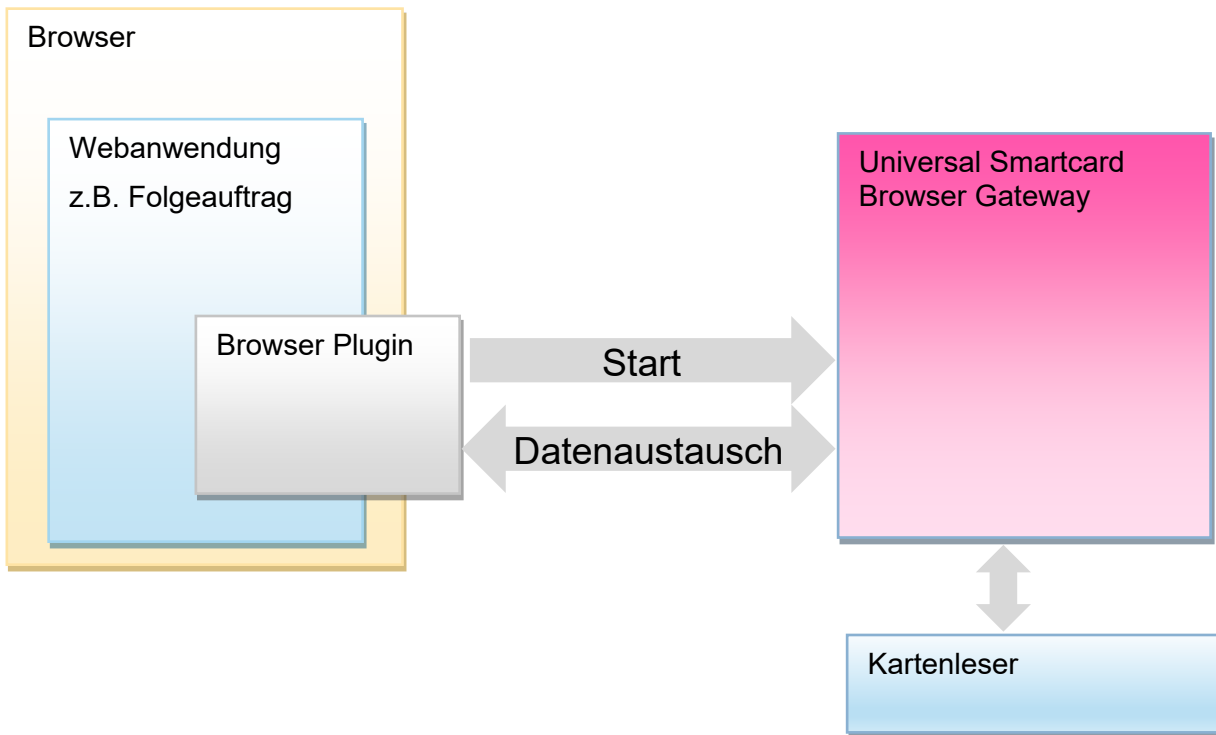 Browser
Webanwendung
z.B. Folgeauftrag
Browser Plugin
Start
Datenaustausch
Universal Smartcard
Browser Gateway
Kartenleser